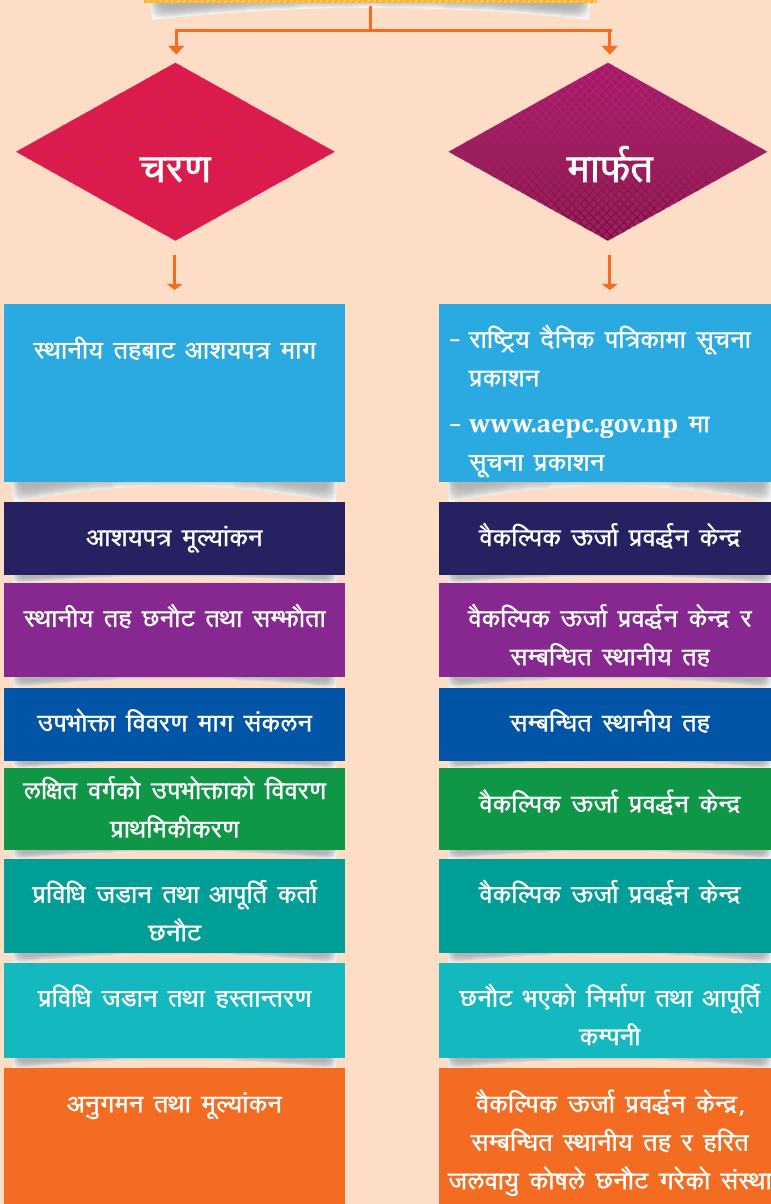 चरण
मार्फत
स्थानीय तहबाट आशयपत्र माग
– राष्ट्रिय दैनिक पत्रिकामा सूचना
प्रकाशन
– www.aepc.gov.np मा
सूचना प्रकाशन
आशयपत्र मूल्यांकन
वैकल्पिक ऊर्जा प्रवर्द्धन केन्द्र
स्थानीय तह छनौट तथा सम्झौता
वैकल्पिक ऊर्जा प्रवर्द्धन केन्द्र र
सम्बन्धित स्थानीय तह
उपभोक्ता विवरण माग संकलन
सम्बन्धित स्थानीय तह
लक्षित वर्गको उपभोक्ताको विवरण
प्राथमिकीकरण
वैकल्पिक ऊर्जा प्रवर्द्धन केन्द्र
प्रविधि जडान तथा आपूर्ति कर्ता
छनौट
वैकल्पिक ऊर्जा प्रवर्द्धन केन्द्र
प्रविधि जडान तथा हस्तान्तरण
छनौट भएको निर्माण तथा आपूर्ति
कम्पनी
अनुगमन तथा मूल्यांकन
वैकल्पिक ऊर्जा प्रवर्द्धन केन्द्र,
सम्बन्धित स्थानीय तह र हरित
जलवायु कोषले छनौट गरेको संस्था